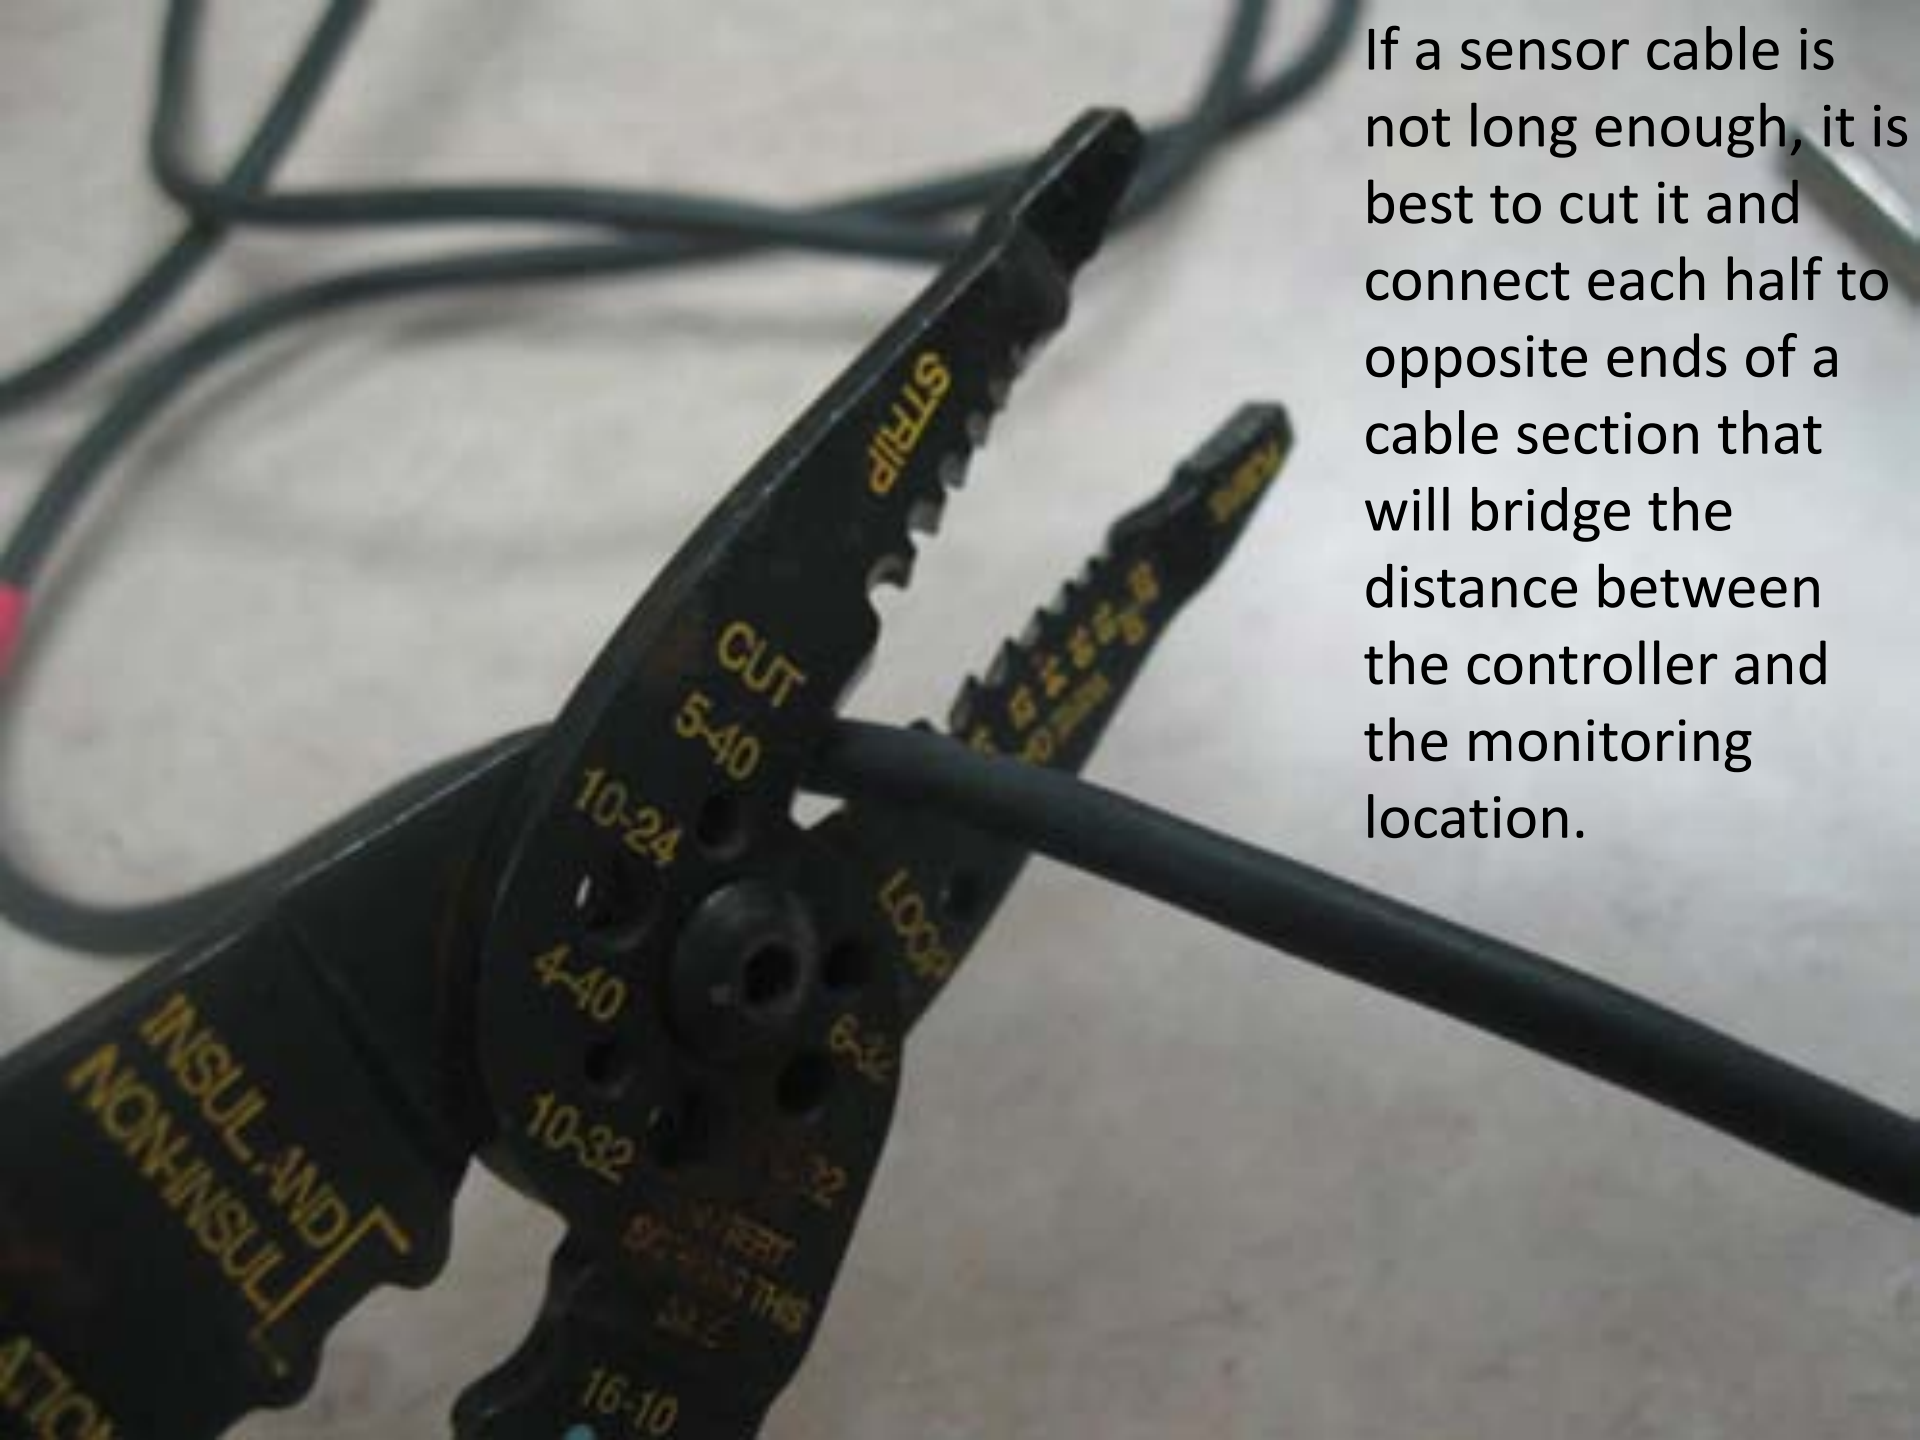 If a sensor cable is
not long enough, it is
best to cut it and
connect each half to
opposite ends of a
cable section that
will bridge the
distance between
the controller and
the monitoring
location.
STRIP
CUT
5-40
10-24
4-40
10-32
LOOP
INSUL. AND
NON-INSUL
THIS
16-10